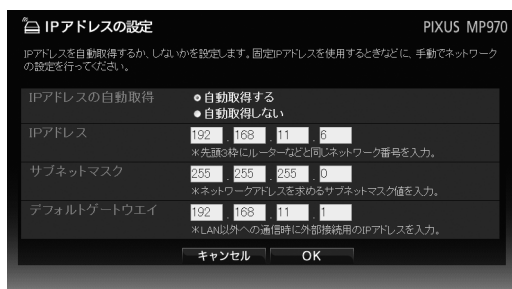 IPアドレスの設定 PIXUS MP970
IPアドレスを自動取得するか、しないかを設定します。固定IPアドレスを使用するときなどに、手動でネットワーク
の設定を行ってください。
IPアドレスの自動取得 自動取得する
自動取得しない
IPアドレス 192 . 168 . 11 . 6
※先頭3枠にルーターなどと同じネットワーク番号を入力。
サブネットマスク 255 . 255 . 255 . 0
※ネットワークアドレスを求めるサブネットマスク値を入力。
デフォルトゲートウエイ 192 . 168 . 11 . 1
※LAN以外への通信時に外部接続用のIPアドレスを入力。
キャンセル OK